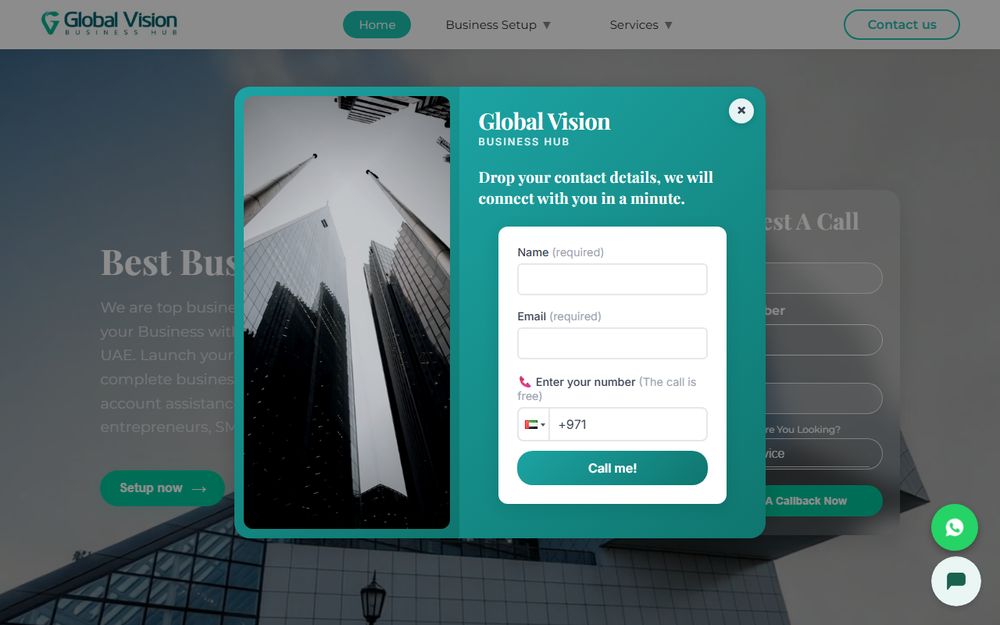 Global Vision
BUSINESS HUB
Home
Business Setup ▼
Services ▼
Contact us
Global Vision
BUSINESS HUB
×
Drop your contact details, we will
connect with you in a minute.
Name (required)
Email (required)
Enter your number (The call is
free)
+971
Call me!
Best Bus
We are top busine
your Business with
UAE. Launch your
complete busines
account assistanc
entrepreneurs, SM
Setup now →
est A Call
ber
re You Looking?
vice
A Callback Now